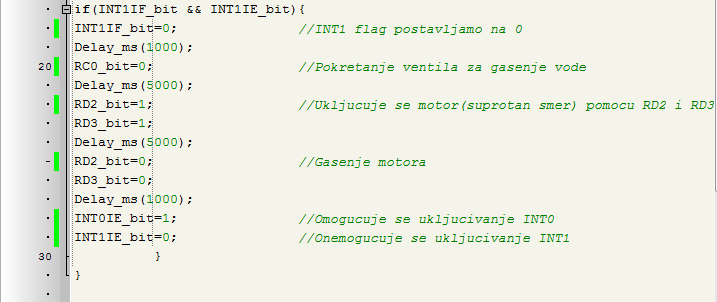 if(INT1IF_bit && INT1IE_bit){
INT1IF_bit=0; //INT1 flag postavljamo na 0
Delay_ms(1000);
20 RC0_bit=0; //Pokretanje ventila za gasenje vode
Delay_ms(5000);
RD2_bit=1; //Ukljucuje se motor(suprotan smer) pomocu RD2 i RD3
RD3_bit=1;
Delay_ms(5000);
RD2_bit=0; //Gasenje motora
RD3_bit=0;
Delay_ms(1000);
INT0IE_bit=1; //Omogucuje se ukljucivanje INT0
INT1IE_bit=0; //Onemogucuje se ukljucivanje INT1
30 }
}